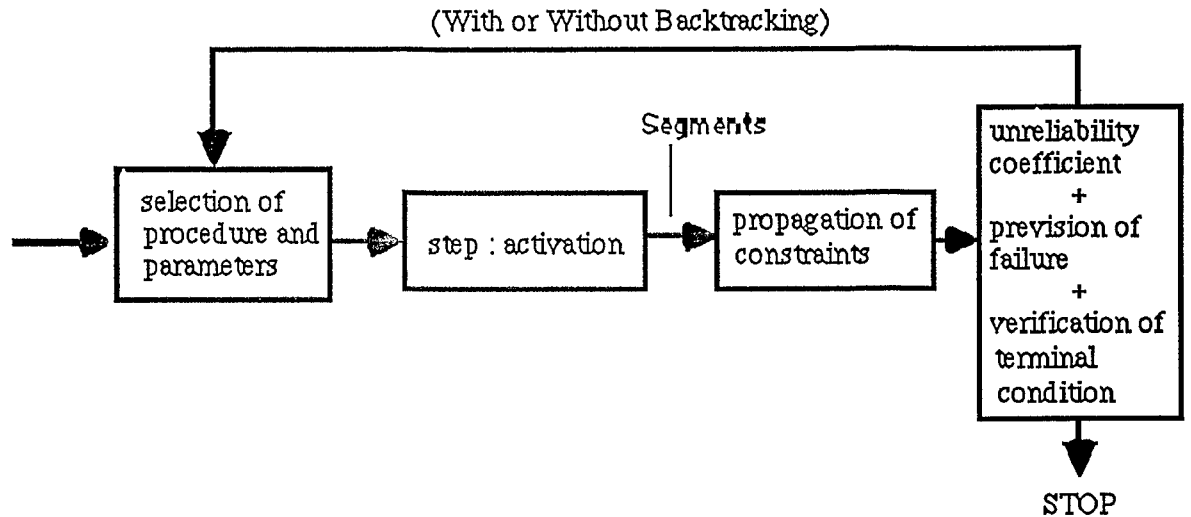 (With or Without Backtracking)
Segments
selection of
procedure and
parameters
step : activation
propagation of
constraints
unreliability
coefficient
+
prevision of
failure
+
verification of
terminal
condition
STOP